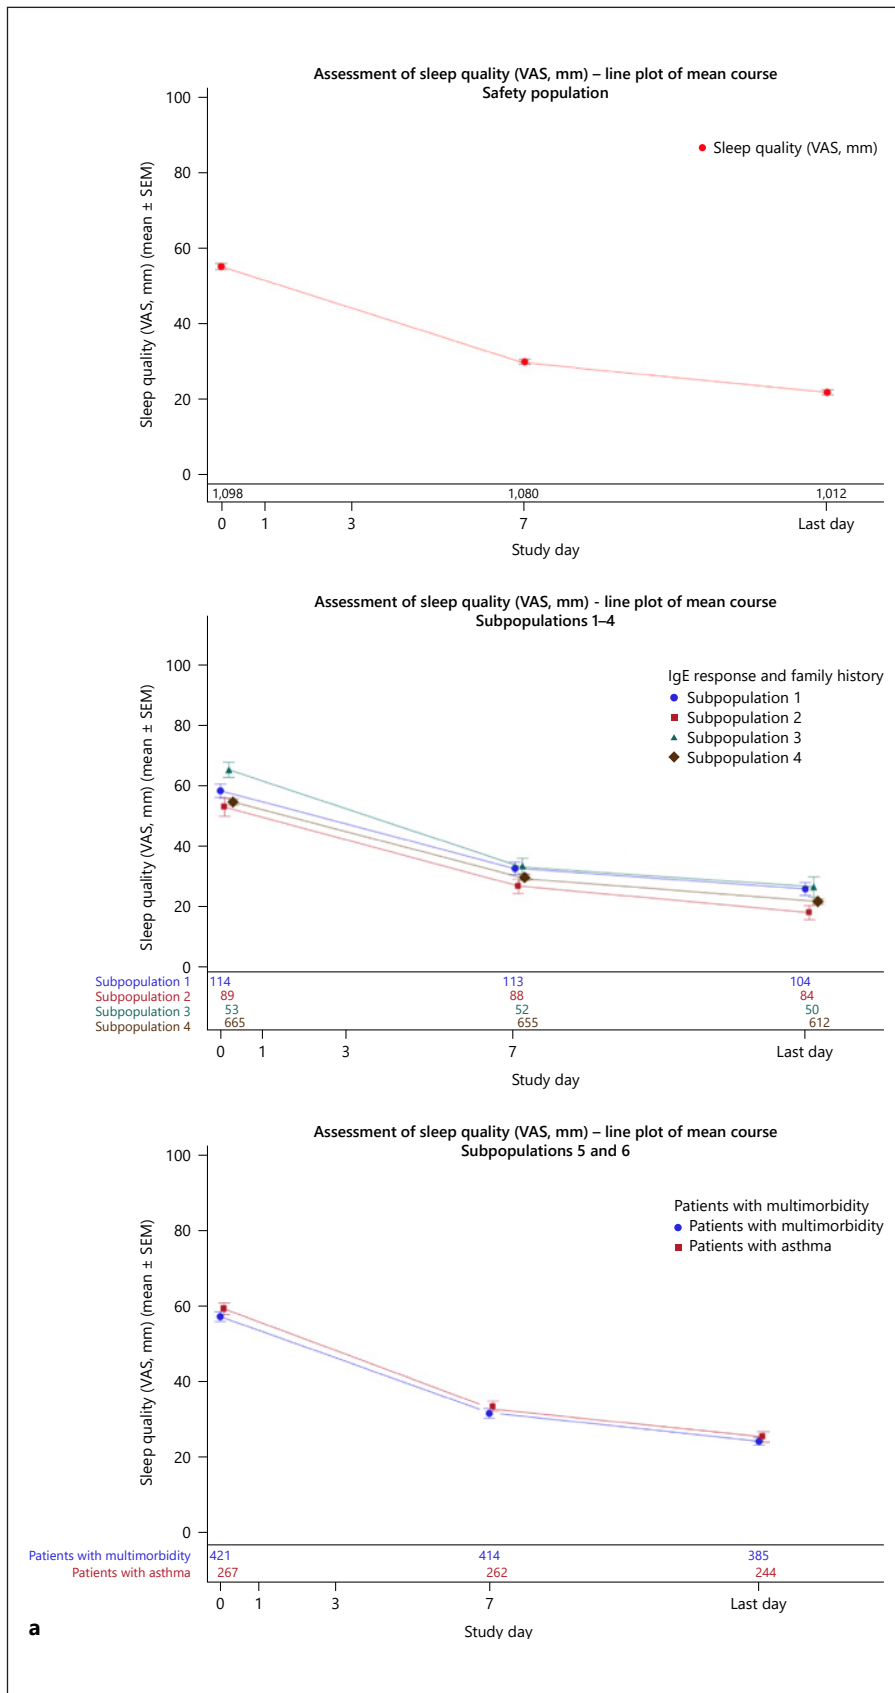 Assessment of sleep quality (VAS, mm) – line plot of mean course
Safety population
Sleep quality (VAS, mm) (mean ± SEM)
100
80
60
40
20
0
Sleep quality (VAS, mm)
1,098 1,080 1,012
0 1 3 7 Last day
Study day
Assessment of sleep quality (VAS, mm) - line plot of mean course
Subpopulations 1–4
Sleep quality (VAS, mm) (mean ± SEM)
100
80
60
40
20
0
IgE response and family history
Subpopulation 1
Subpopulation 2
Subpopulation 3
Subpopulation 4
Subpopulation 1 114 113 104
Subpopulation 2 89 88 84
Subpopulation 3 53 52 50
Subpopulation 4 665 655 612
0 1 3 7 Last day
Study day
Assessment of sleep quality (VAS, mm) – line plot of mean course
Subpopulations 5 and 6
Sleep quality (VAS, mm) (mean ± SEM)
100
80
60
40
20
0
Patients with multimorbidity
Patients with multimorbidity
Patients with asthma
Patients with multimorbidity 421 414 385
Patients with asthma 267 262 244
0 1 3 7 Last day
Study day
a